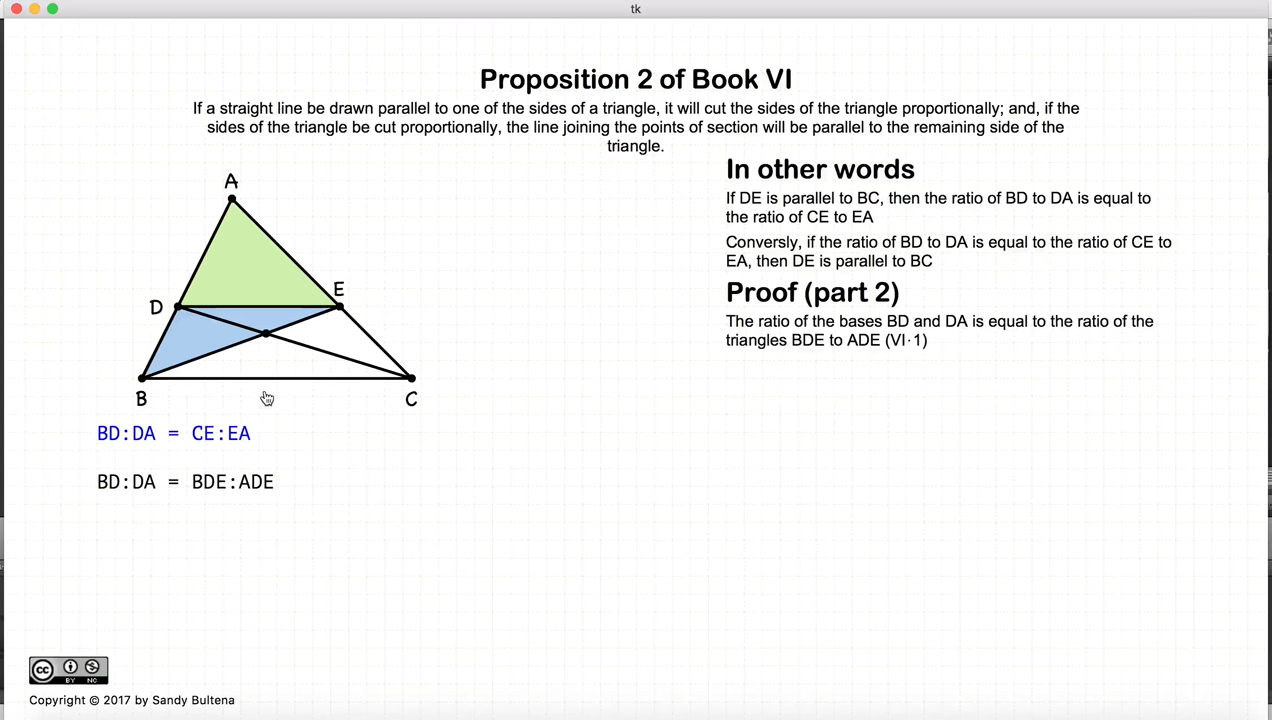 tk
Proposition 2 of Book VI
If a straight line be drawn parallel to one of the sides of a triangle, it will cut the sides of the triangle proportionally; and, if the
sides of the triangle be cut proportionally, the line joining the points of section will be parallel to the remaining side of the
triangle.
In other words
If DE is parallel to BC, then the ratio of BD to DA is equal to
the ratio of CE to EA
Conversly, if the ratio of BD to DA is equal to the ratio of CE to
EA, then DE is parallel to BC
Proof (part 2)
The ratio of the bases BD and DA is equal to the ratio of the
triangles BDE to ADE (VI·1)
A
D
E
B
C
BD:DA = CE:EA
BD:DA = BDE:ADE
cc
BY NC
Copyright © 2017 by Sandy Bultena